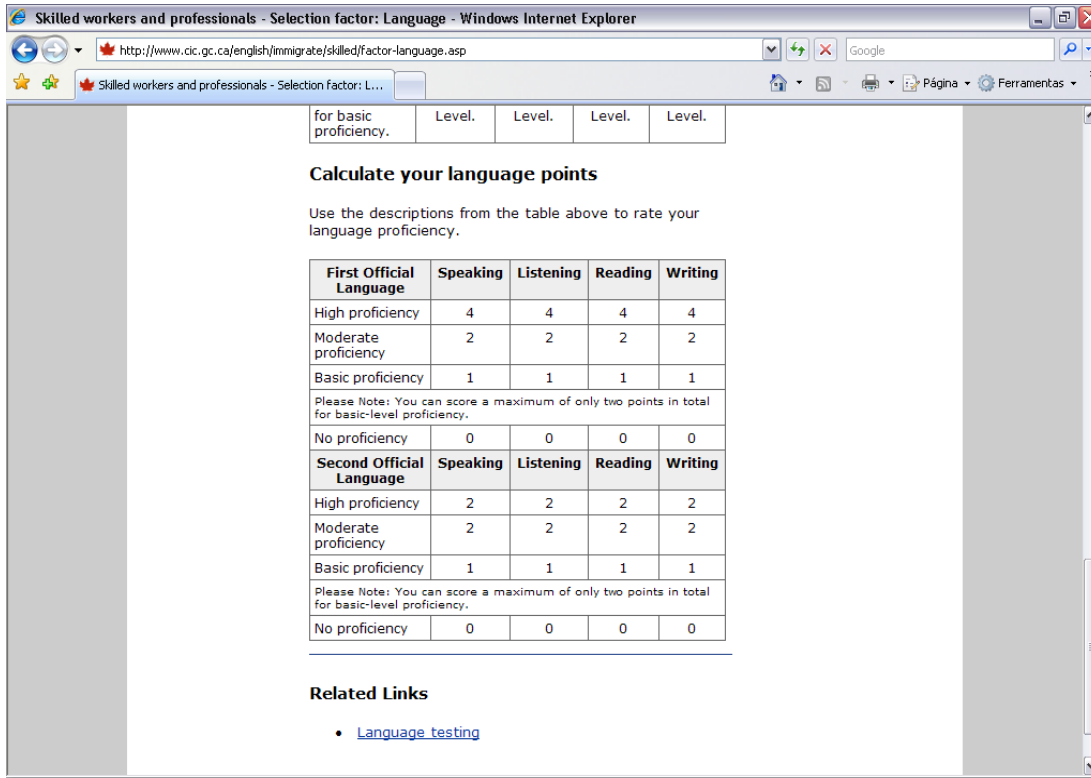 Skilled workers and professionals - Selection factor: Language - Windows Internet Explorer
http://www.cic.gc.ca/english/immigrate/skilled/factor-language.asp
Google
Skilled workers and professionals - Selection factor: L...
Página
Ferramentas
for basic Level. Level. Level. Level.
proficiency.
Calculate your language points
Use the descriptions from the table above to rate your
language proficiency.
First Official Speaking Listening Reading Writing
Language
High proficiency 4 4 4 4
Moderate 2 2 2 2
proficiency
Basic proficiency 1 1 1 1
Please Note: You can score a maximum of only two points in total
for basic-level proficiency.
No proficiency 0 0 0 0
Second Official Speaking Listening Reading Writing
Language
High proficiency 2 2 2 2
Moderate 2 2 2 2
proficiency
Basic proficiency 1 1 1 1
Please Note: You can score a maximum of only two points in total
for basic-level proficiency.
No proficiency 0 0 0 0
Related Links
• Language testing